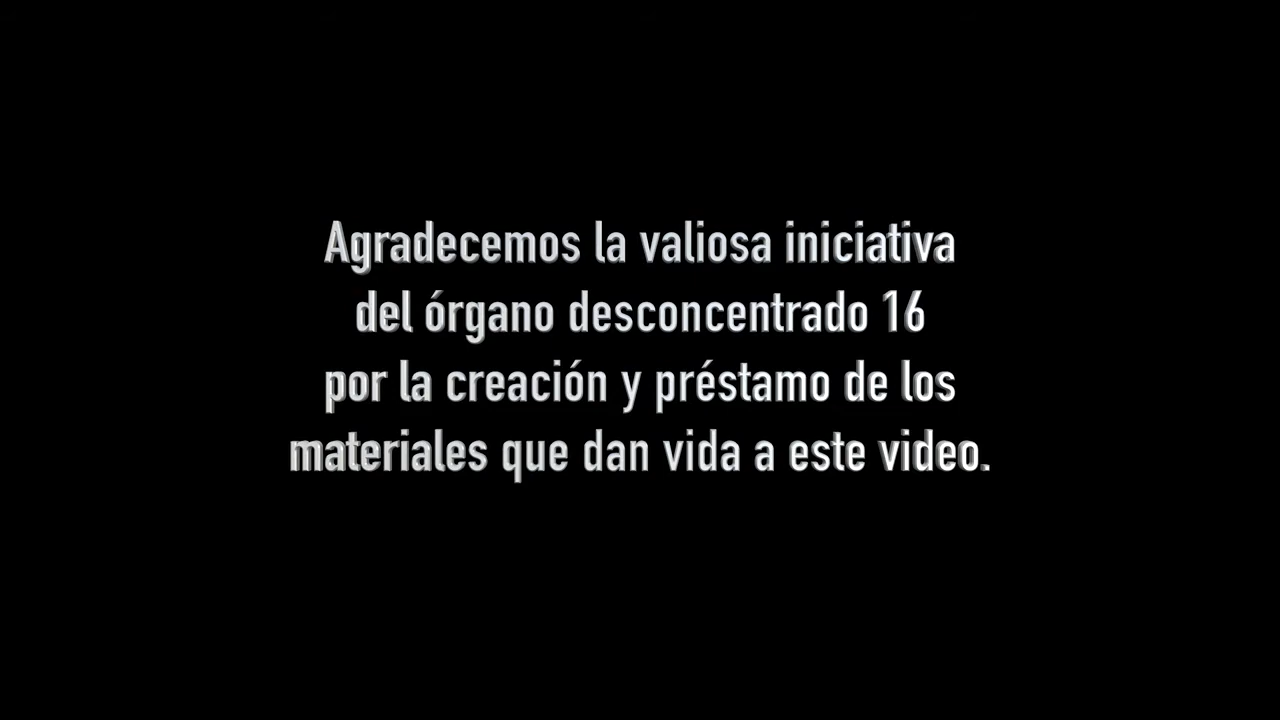 Agradecemos la valiosa iniciativa
del órgano desconcentrado 16
por la creación y préstamo de los
materiales que dan vida a este video.